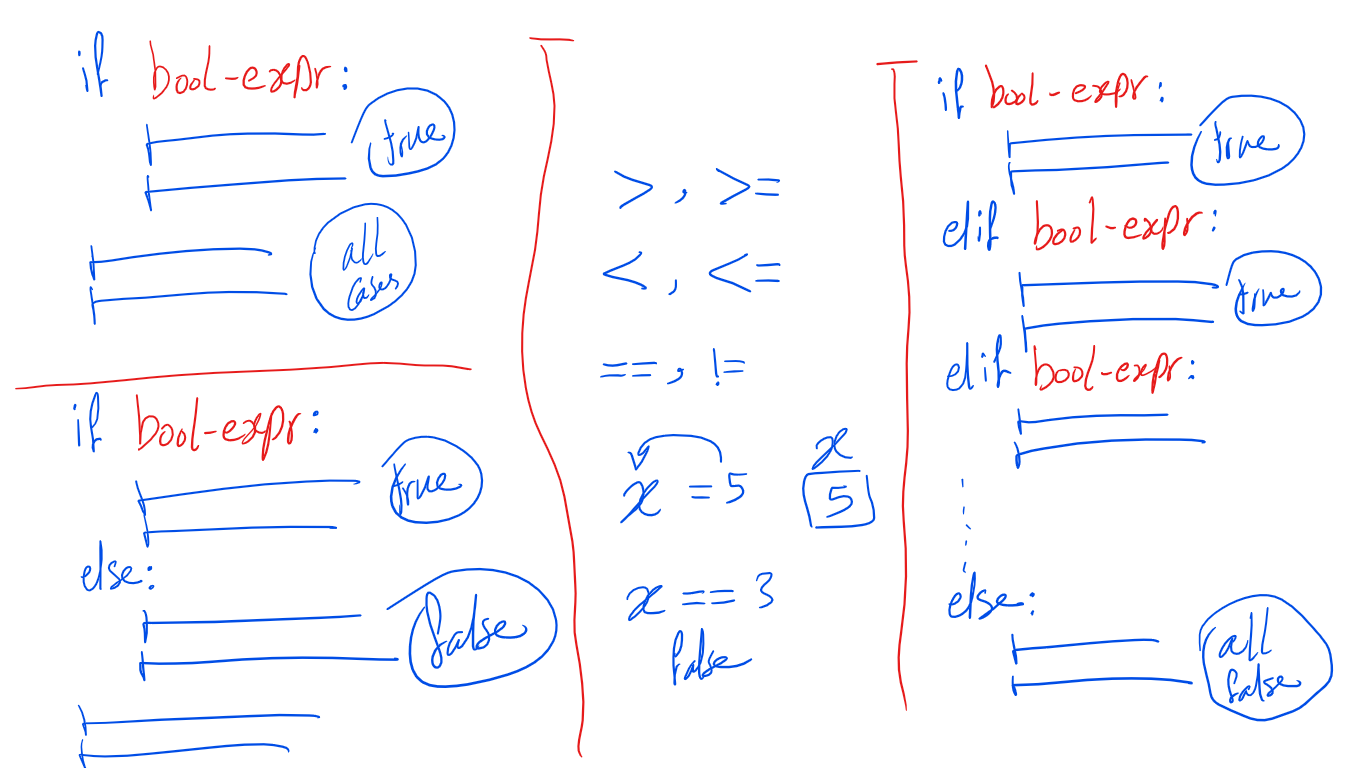 if bool-expr:
true
all
cases
if bool-expr:
true
else:
false
> , >=
< , <=
== , !=
x = 5
x
5
x == 3
false
if bool-expr:
true
elif bool-expr:
true
elif bool-expr:
else:
all
false